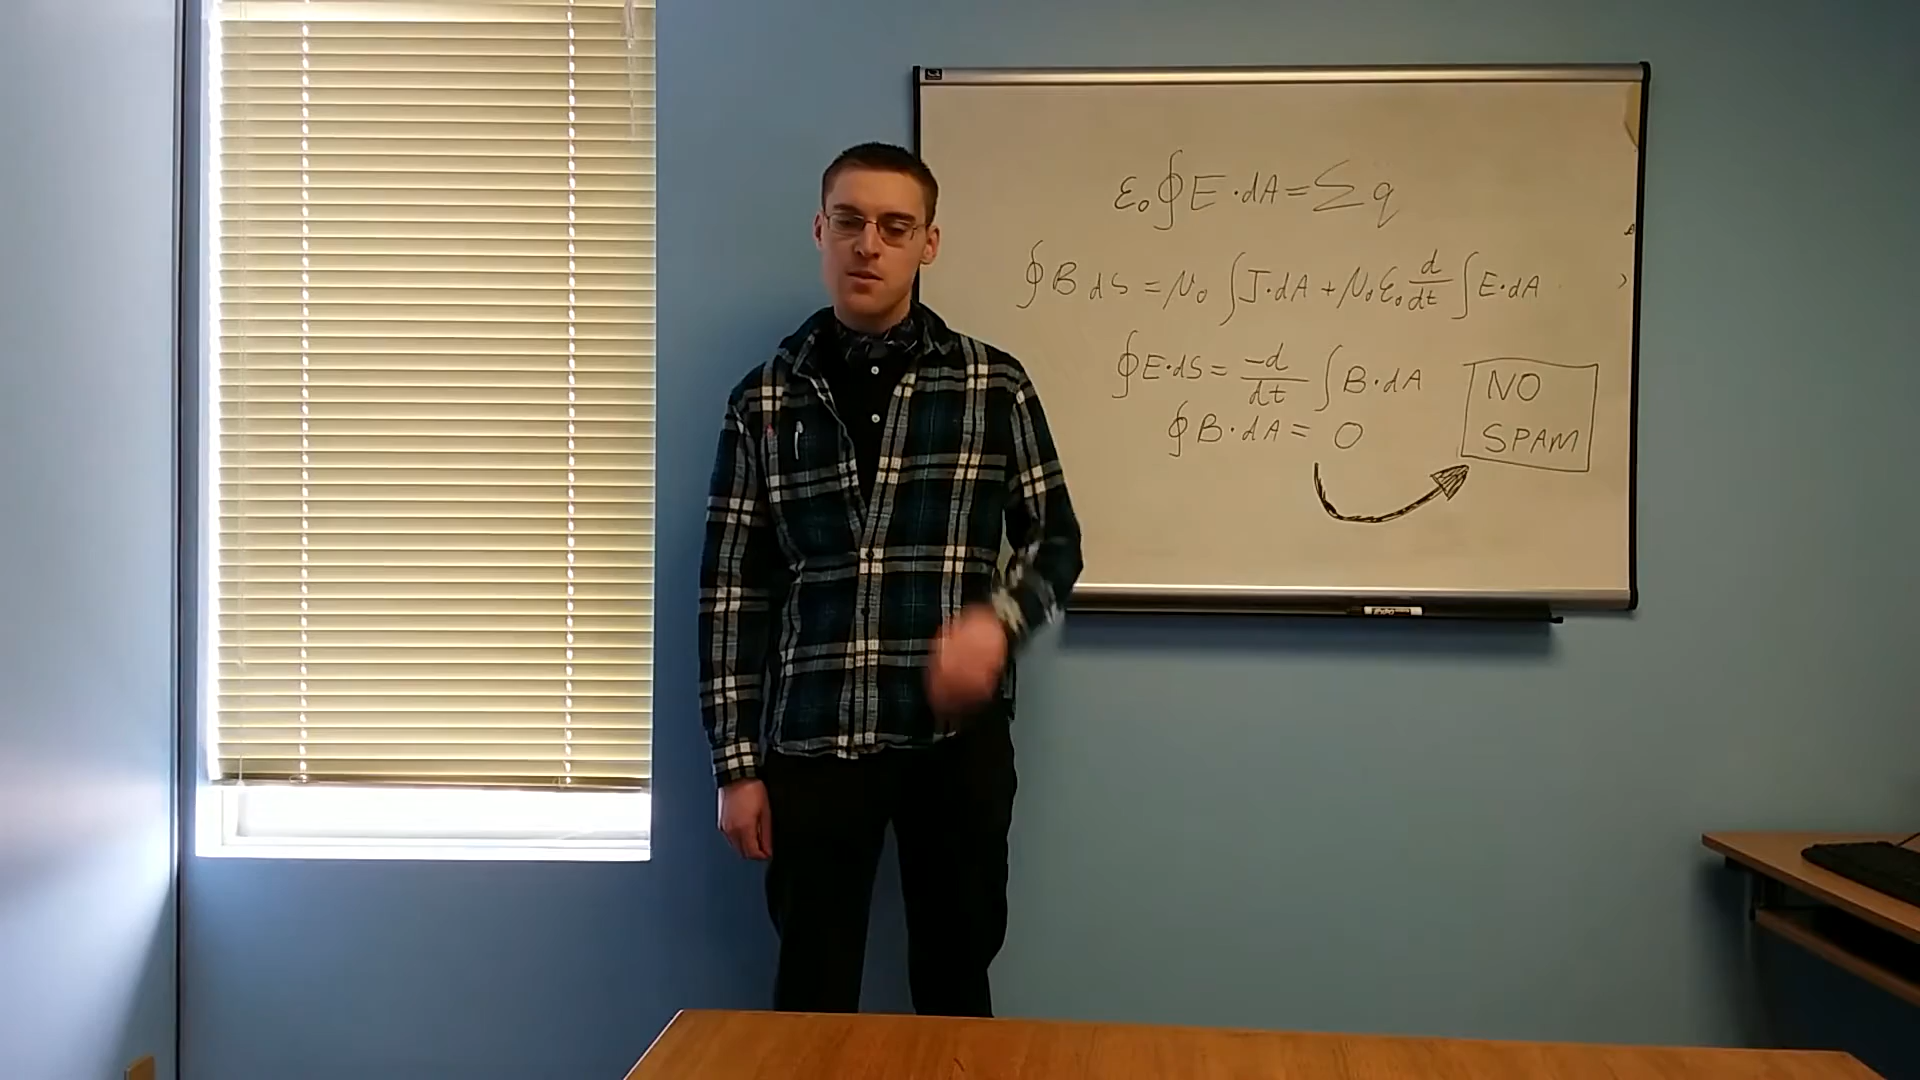 ε₀∮E·dA=Σq
∮B dS = μ₀ ∫J·dA + μ₀ε₀ d/dt ∫E·dA
∮E·dS = -d/dt ∫B·dA
∮B·dA = 0
NO
SPAM